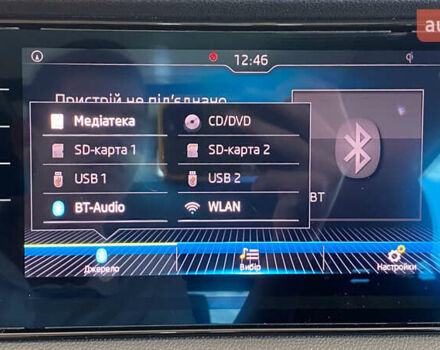 12:46
Пристрій не під'єднано
Медіатека CD/DVD
SD-карта 1 SD-карта 2
USB 1 USB 2
BT-Audio WLAN
BT
Джерело Вибір Настройки